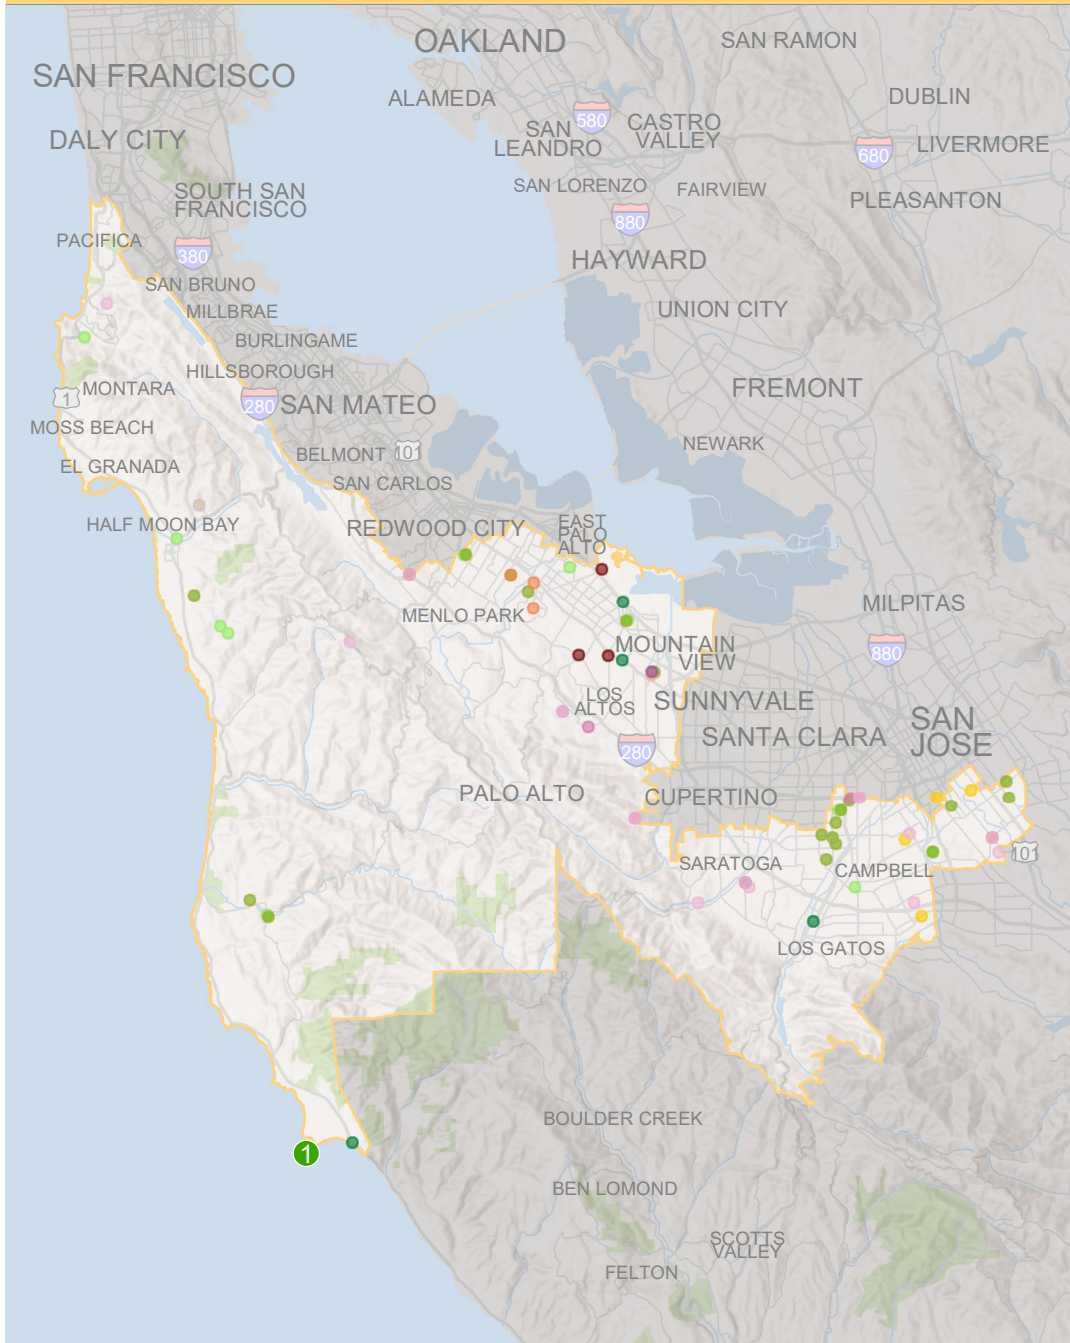 OAKLAND
SAN RAMON
SAN FRANCISCO
ALAMEDA
DUBLIN
580
SAN
LEANDRO
CASTRO
VALLEY
680
LIVERMORE
DALY CITY
SAN LORENZO
FAIRVIEW
SOUTH SAN
FRANCISCO
PLEASANTON
880
PACIFICA
380
HAYWARD
SAN BRUNO
MILLBRAE
UNION CITY
BURLINGAME
HILLSBOROUGH
MONTARA
1
280
SAN MATEO
FREMONT
MOSS BEACH
NEWARK
BELMONT
101
EL GRANADA
SAN CARLOS
HALF MOON BAY
REDWOOD CITY
EAST
PALO
ALTO
MENLO PARK
MILPITAS
MOUNTAIN
VIEW
880
LOS
ALTOS
SUNNYVALE
SANTA CLARA
SAN
JOSE
280
PALO ALTO
CUPERTINO
SARATOGA
CAMPBELL
101
LOS GATOS
BOULDER CREEK
1
BEN LOMOND
SCOTTS
VALLEY
FELTON